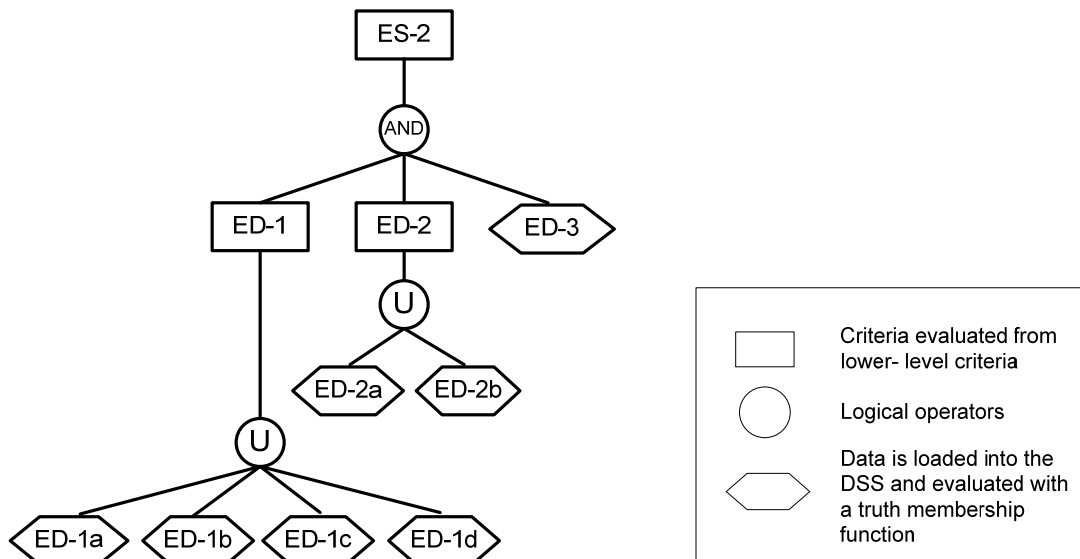 ES-2
AND
ED-1
ED-2
ED-3
U
ED-2a
ED-2b
U
ED-1a
ED-1b
ED-1c
ED-1d
Criteria evaluated from
lower- level criteria
Logical operators
Data is loaded into the
DSS and evaluated with
a truth membership
function